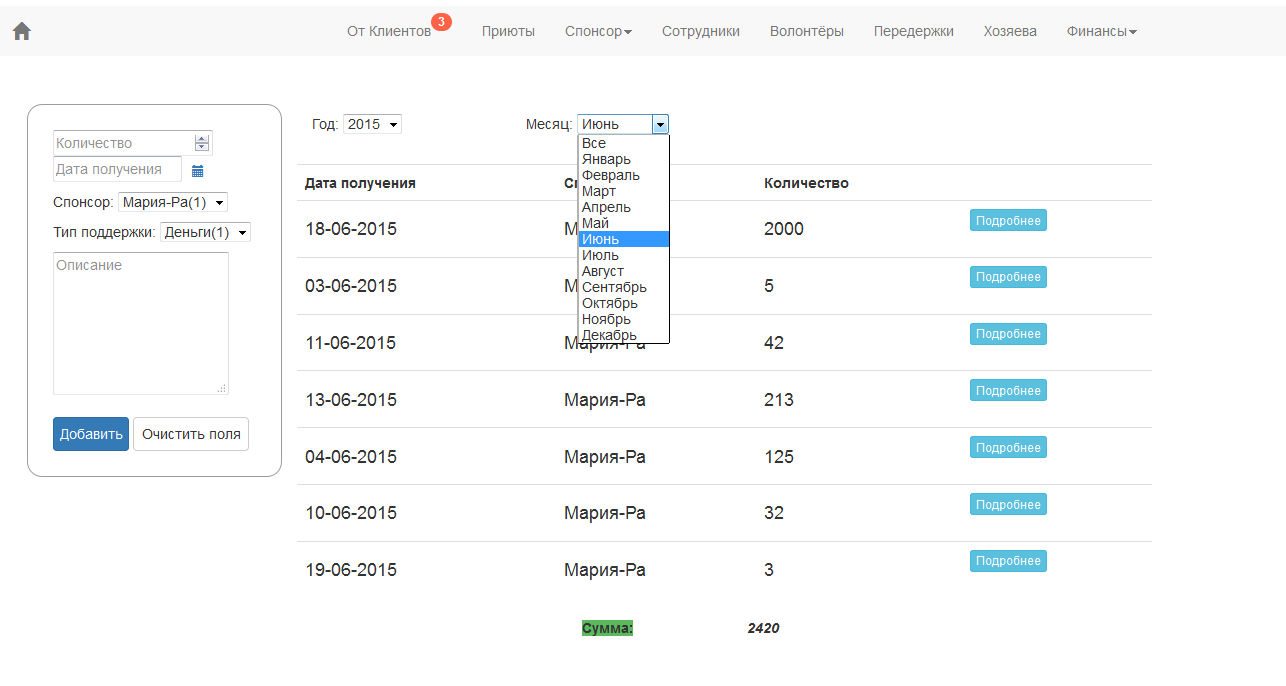 От Клиентов 3 Приюты Спонсор Сотрудники Волонтёры Передержки Хозяева Финансы
Количество
Дата получения
Спонсор: Мария-Ра(1)
Тип поддержки: Деньги(1)
Описание
Добавить Очистить поля
Год: 2015 Месяц: Июнь
Все
Январь
Февраль
Март
Апрель
Май
Июнь
Июль
Август
Сентябрь
Октябрь
Ноябрь
Декабрь
Дата получения Количество
18-06-2015 2000 Подробнее
03-06-2015 5 Подробнее
11-06-2015 Мария-Ра 42 Подробнее
13-06-2015 Мария-Ра 213 Подробнее
04-06-2015 Мария-Ра 125 Подробнее
10-06-2015 Мария-Ра 32 Подробнее
19-06-2015 Мария-Ра 3 Подробнее
Сумма: 2420